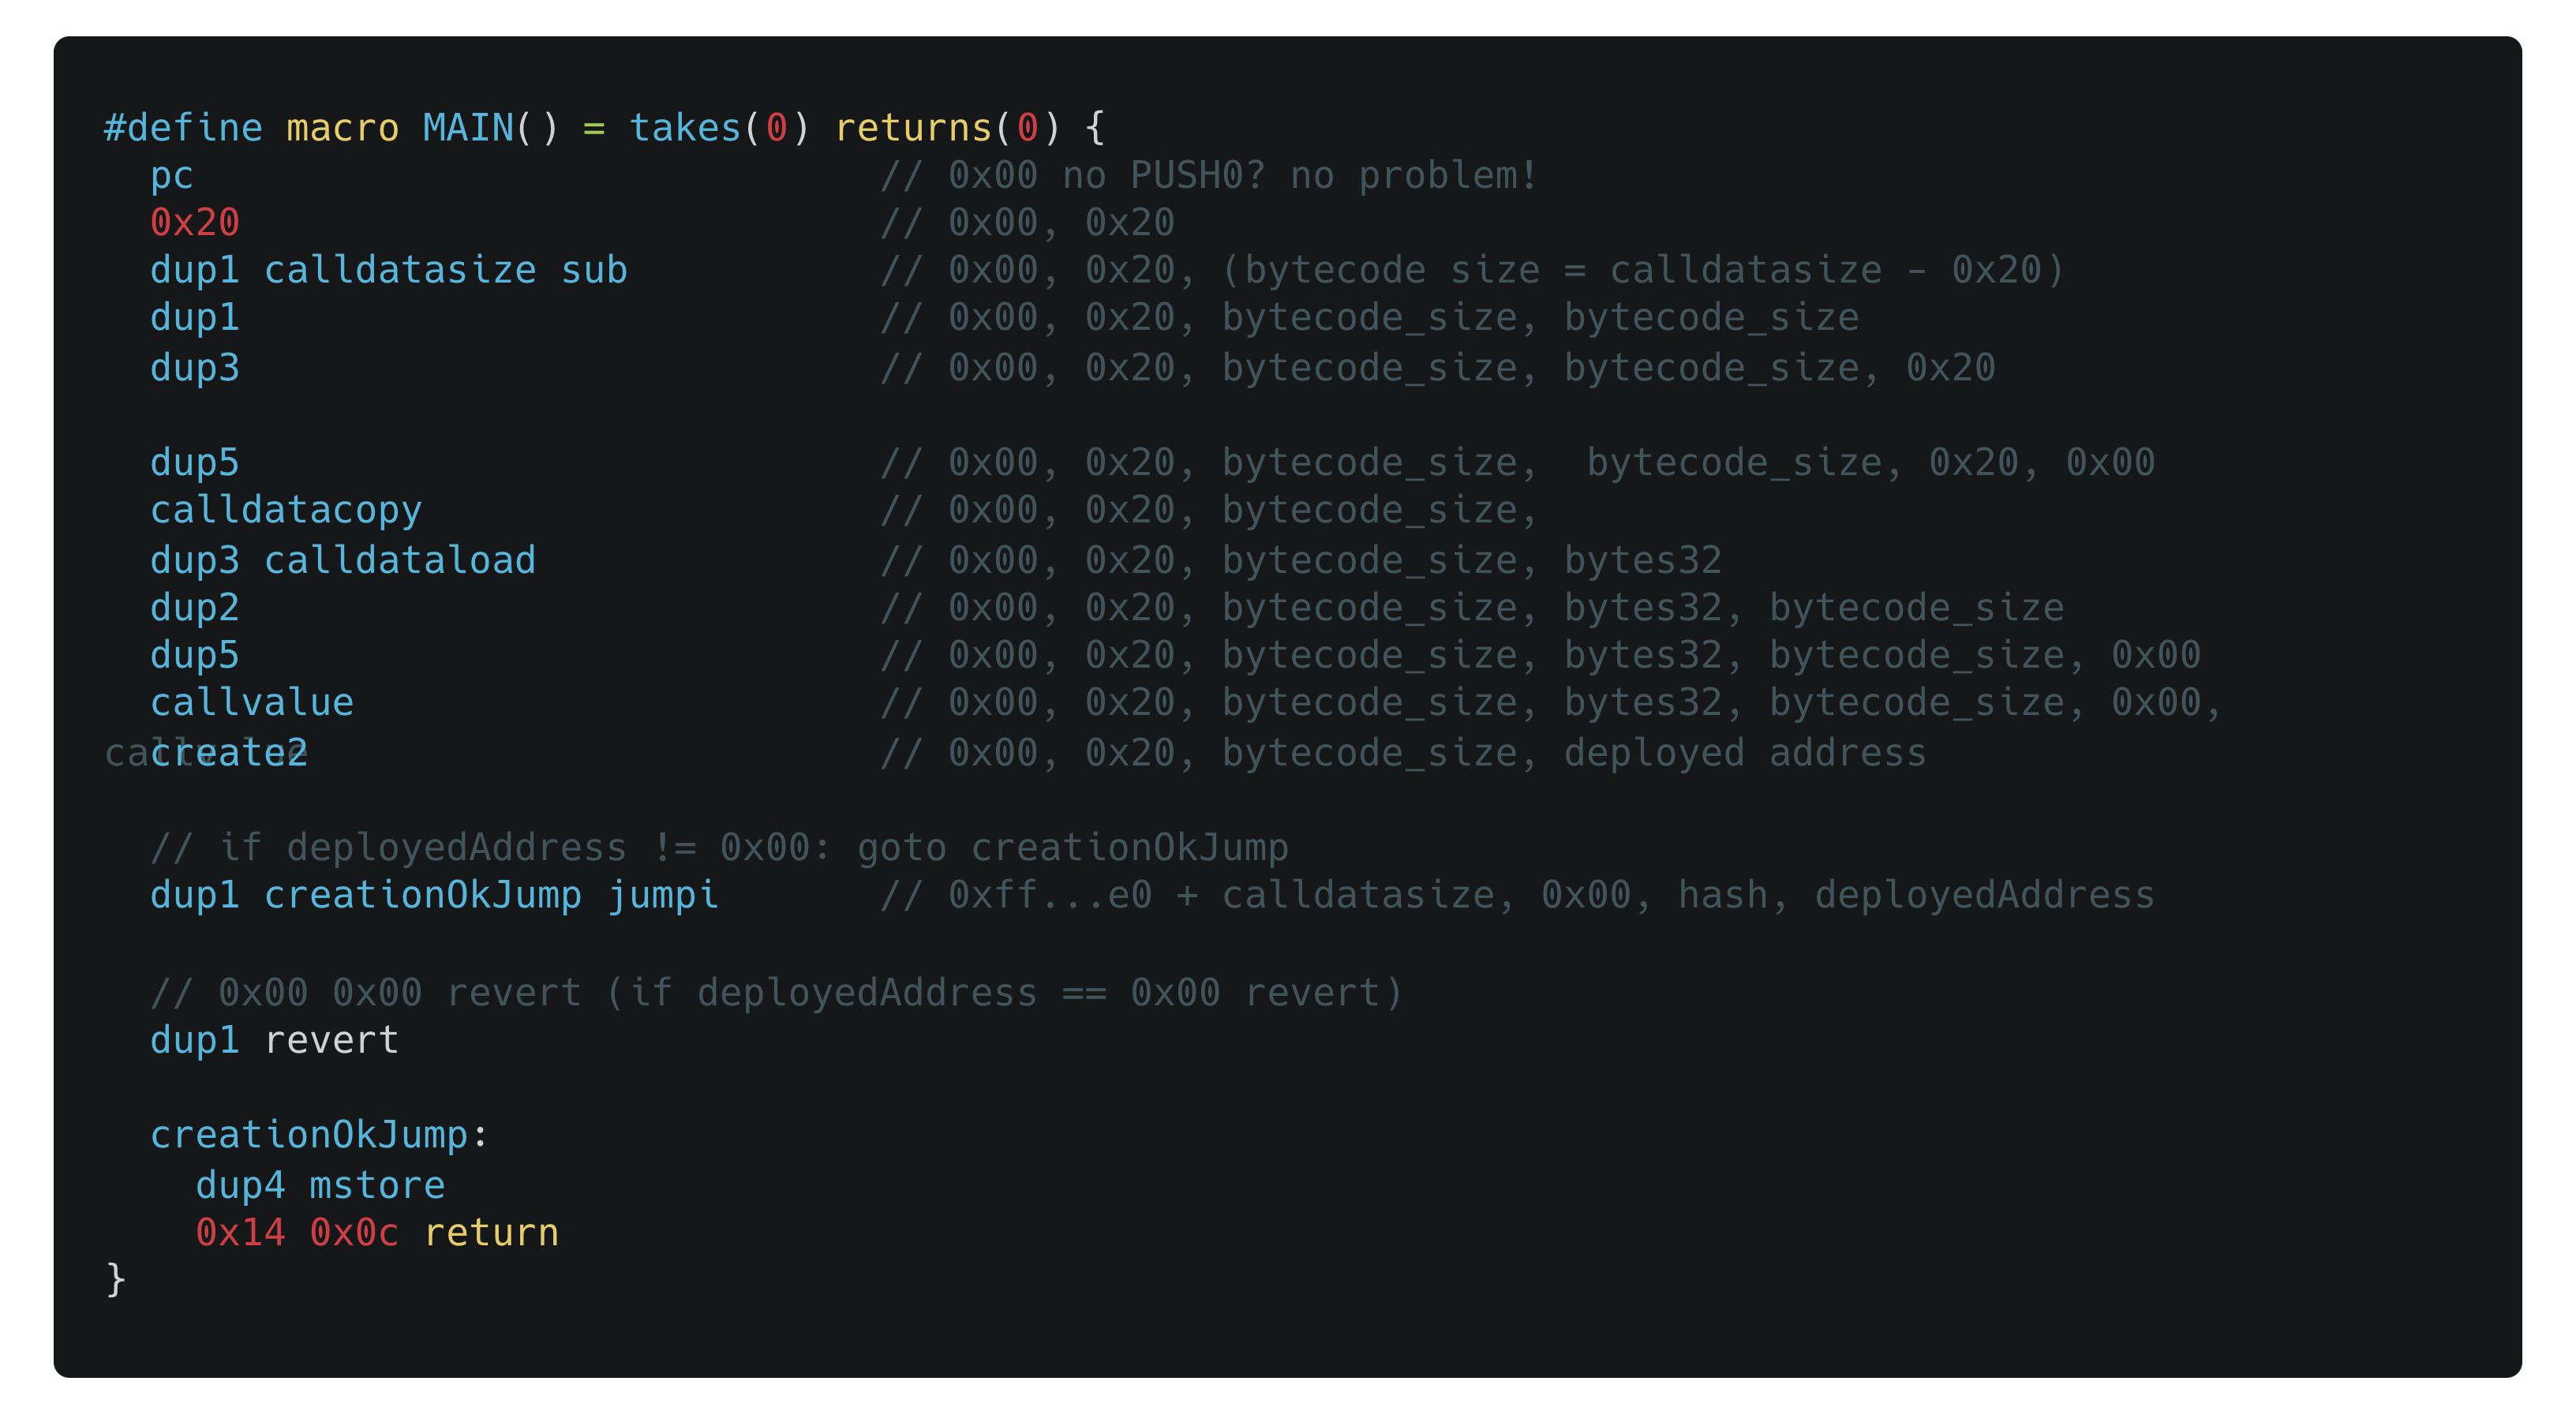 #define macro MAIN() = takes(0) returns(0) {
  pc                                // 0x00 no PUSH0? no problem!
  0x20                              // 0x00, 0x20
  dup1 calldatasize sub             // 0x00, 0x20, (bytecode size = calldatasize - 0x20)
  dup1                              // 0x00, 0x20, bytecode_size, bytecode_size
  dup3                              // 0x00, 0x20, bytecode_size, bytecode_size, 0x20
  dup5                              // 0x00, 0x20, bytecode_size,  bytecode_size, 0x20, 0x00
  calldatacopy                      // 0x00, 0x20, bytecode_size,
  dup3 calldataload                 // 0x00, 0x20, bytecode_size, bytes32
  dup2                              // 0x00, 0x20, bytecode_size, bytes32, bytecode_size
  dup5                              // 0x00, 0x20, bytecode_size, bytes32, bytecode_size, 0x00
  callvalue                         // 0x00, 0x20, bytecode_size, bytes32, bytecode_size, 0x00,
  create2                           // 0x00, 0x20, bytecode_size, deployed address
  // if deployedAddress != 0x00: goto creationOkJump
  dup1 creationOkJump jumpi       // 0xff...e0 + calldatasize, 0x00, hash, deployedAddress
  // 0x00 0x00 revert (if deployedAddress == 0x00 revert)
  dup1 revert
  creationOkJump:
    dup4 mstore
    0x14 0x0c return
}